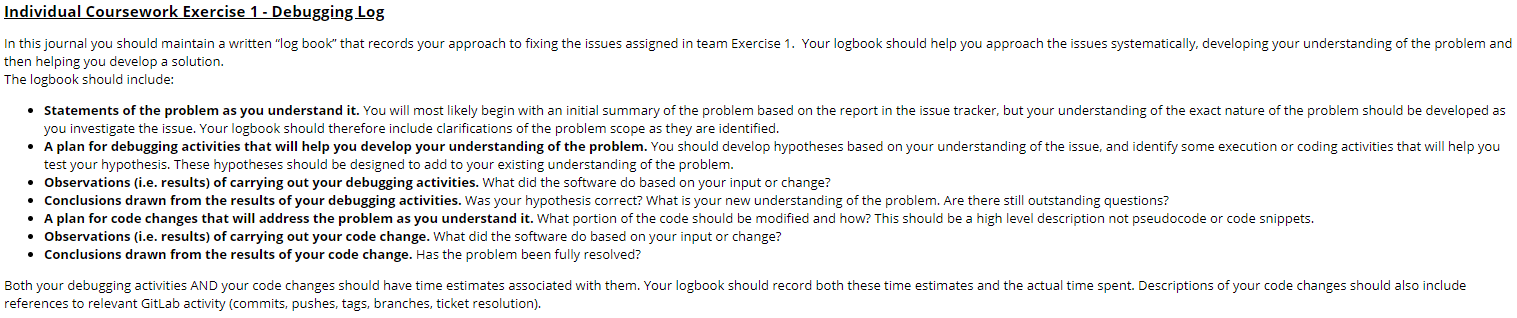 Individual Coursework Exercise 1 - Debugging Log
In this journal you should maintain a written “log book” that records your approach to fixing the issues assigned in team Exercise 1.  Your logbook should help you approach the issues systematically, developing your understanding of the problem and
then helping you develop a solution.
The logbook should include:
• Statements of the problem as you understand it. You will most likely begin with an initial summary of the problem based on the report in the issue tracker, but your understanding of the exact nature of the problem should be developed as
you investigate the issue. Your logbook should therefore include clarifications of the problem scope as they are identified.
• A plan for debugging activities that will help you develop your understanding of the problem. You should develop hypotheses based on your understanding of the issue, and identify some execution or coding activities that will help you
test your hypothesis. These hypotheses should be designed to add to your existing understanding of the problem.
• Observations (i.e. results) of carrying out your debugging activities. What did the software do based on your input or change?
• Conclusions drawn from the results of your debugging activities. Was your hypothesis correct? What is your new understanding of the problem. Are there still outstanding questions?
• A plan for code changes that will address the problem as you understand it. What portion of the code should be modified and how? This should be a high level description not pseudocode or code snippets.
• Observations (i.e. results) of carrying out your code change. What did the software do based on your input or change?
• Conclusions drawn from the results of your code change. Has the problem been fully resolved?
Both your debugging activities AND your code changes should have time estimates associated with them. Your logbook should record both these time estimates and the actual time spent. Descriptions of your code changes should also include
references to relevant GitLab activity (commits, pushes, tags, branches, ticket resolution).